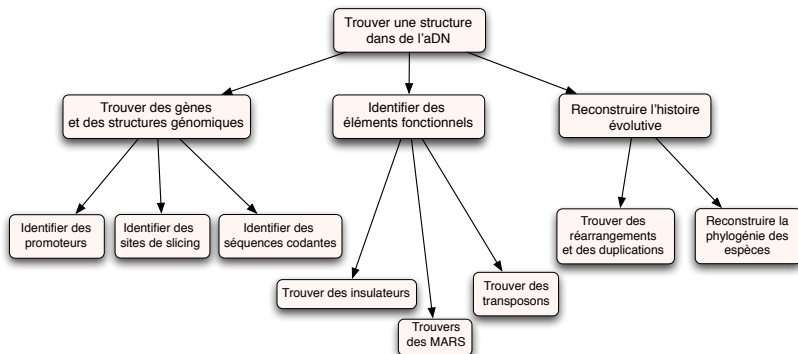 Trouver une structure
dans de l'aDN
Trouver des gènes
et des structures génomiques
Identifier des
éléments fonctionnels
Reconstruire l'histoire
évolutive
Identifier des
promoteurs
Identifier des
sites de slicing
Identifier des
séquences codantes
Trouver des insulateurs
Trouvers
des MARS
Trouver des
transposons
Trouver des
réarrangements
et des duplications
Reconstruire la
phylogénie des
espèces